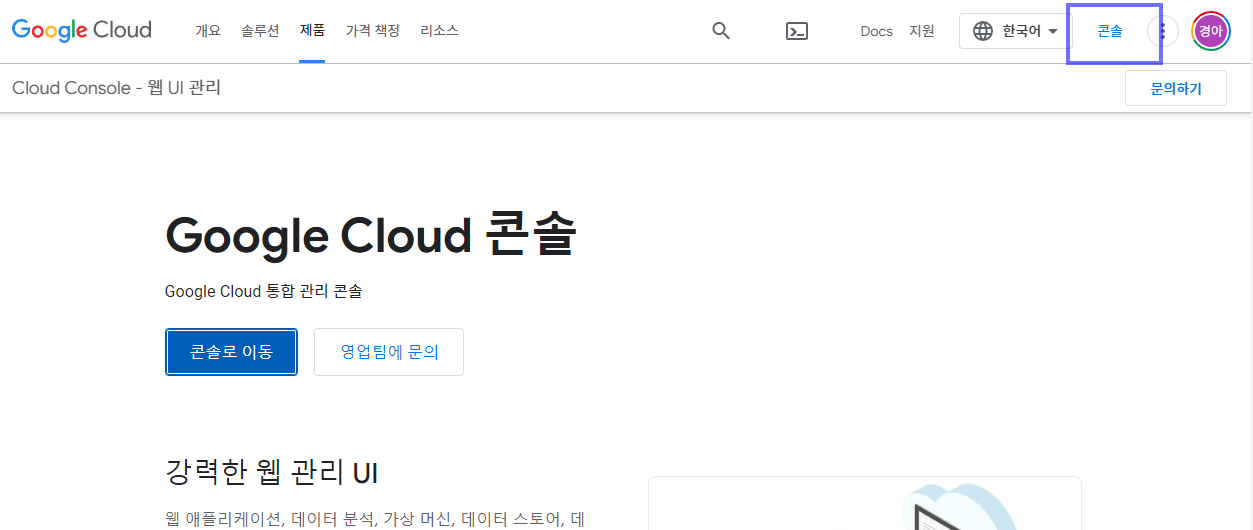 Google Cloud 개요 솔루션 제품 가격 책정 리소스 Docs 지원 한국어 콘솔 경아
Cloud Console - 웹 UI 관리 문의하기
Google Cloud 콘솔
Google Cloud 통합 관리 콘솔
콘솔로 이동 영업팀에 문의
강력한 웹 관리 UI
웹 애플리케이션, 데이터 분석, 가상 머신, 데이터 스토어, 데